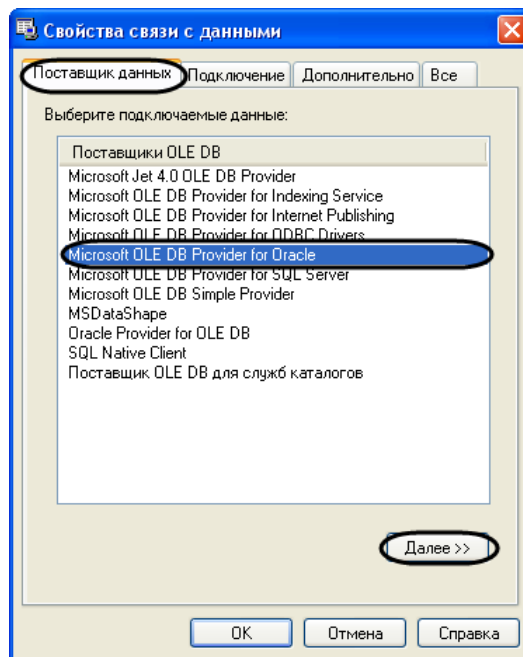 Свойства связи с данными
Поставщик данных Подключение Дополнительно Все
Выберите подключаемые данные:
Поставщики OLE DB
Microsoft Jet 4.0 OLE DB Provider
Microsoft OLE DB Provider for Indexing Service
Microsoft OLE DB Provider for Internet Publishing
Microsoft OLE DB Provider for ODBC Drivers
Microsoft OLE DB Provider for Oracle
Microsoft OLE DB Provider for SQL Server
Microsoft OLE DB Simple Provider
MSDataShape
Oracle Provider for OLE DB
SQL Native Client
Поставщик OLE DB для служб каталогов
Далее >>
OK Отмена Справка